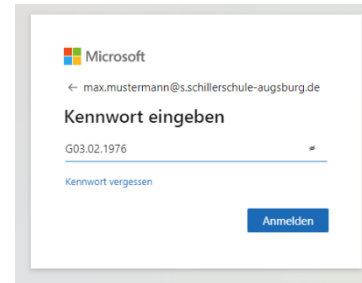 Microsoft
← max.mustermann@s.schillerschule-augsburg.de
Kennwort eingeben
G03.02.1976
Kennwort vergessen
Anmelden